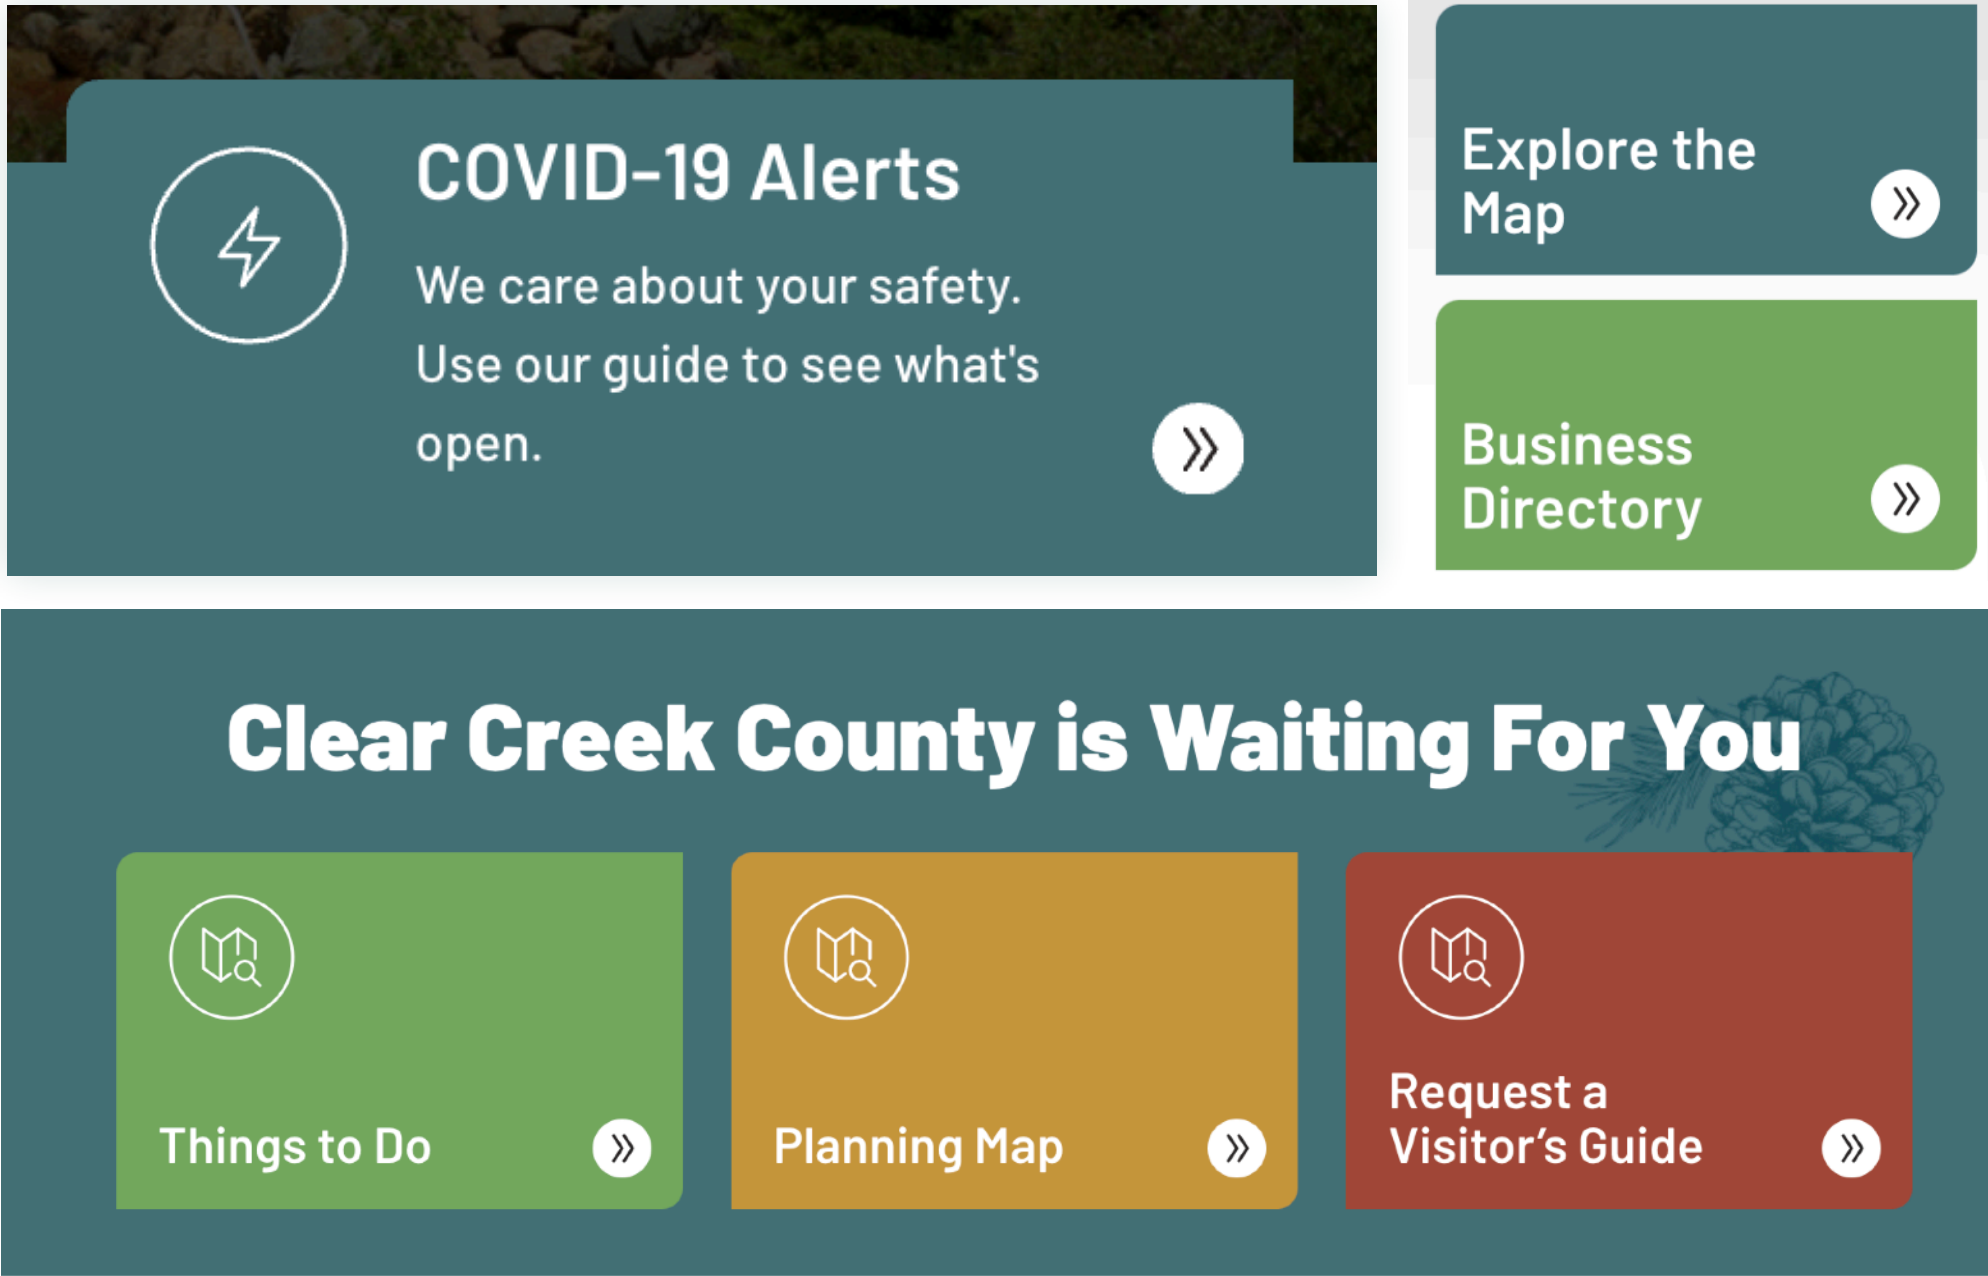 COVID-19 Alerts
We care about your safety.
Use our guide to see what's
open.
Explore the
Map
Business
Directory
Clear Creek County is Waiting For You
Things to Do
Planning Map
Request a
Visitor’s Guide